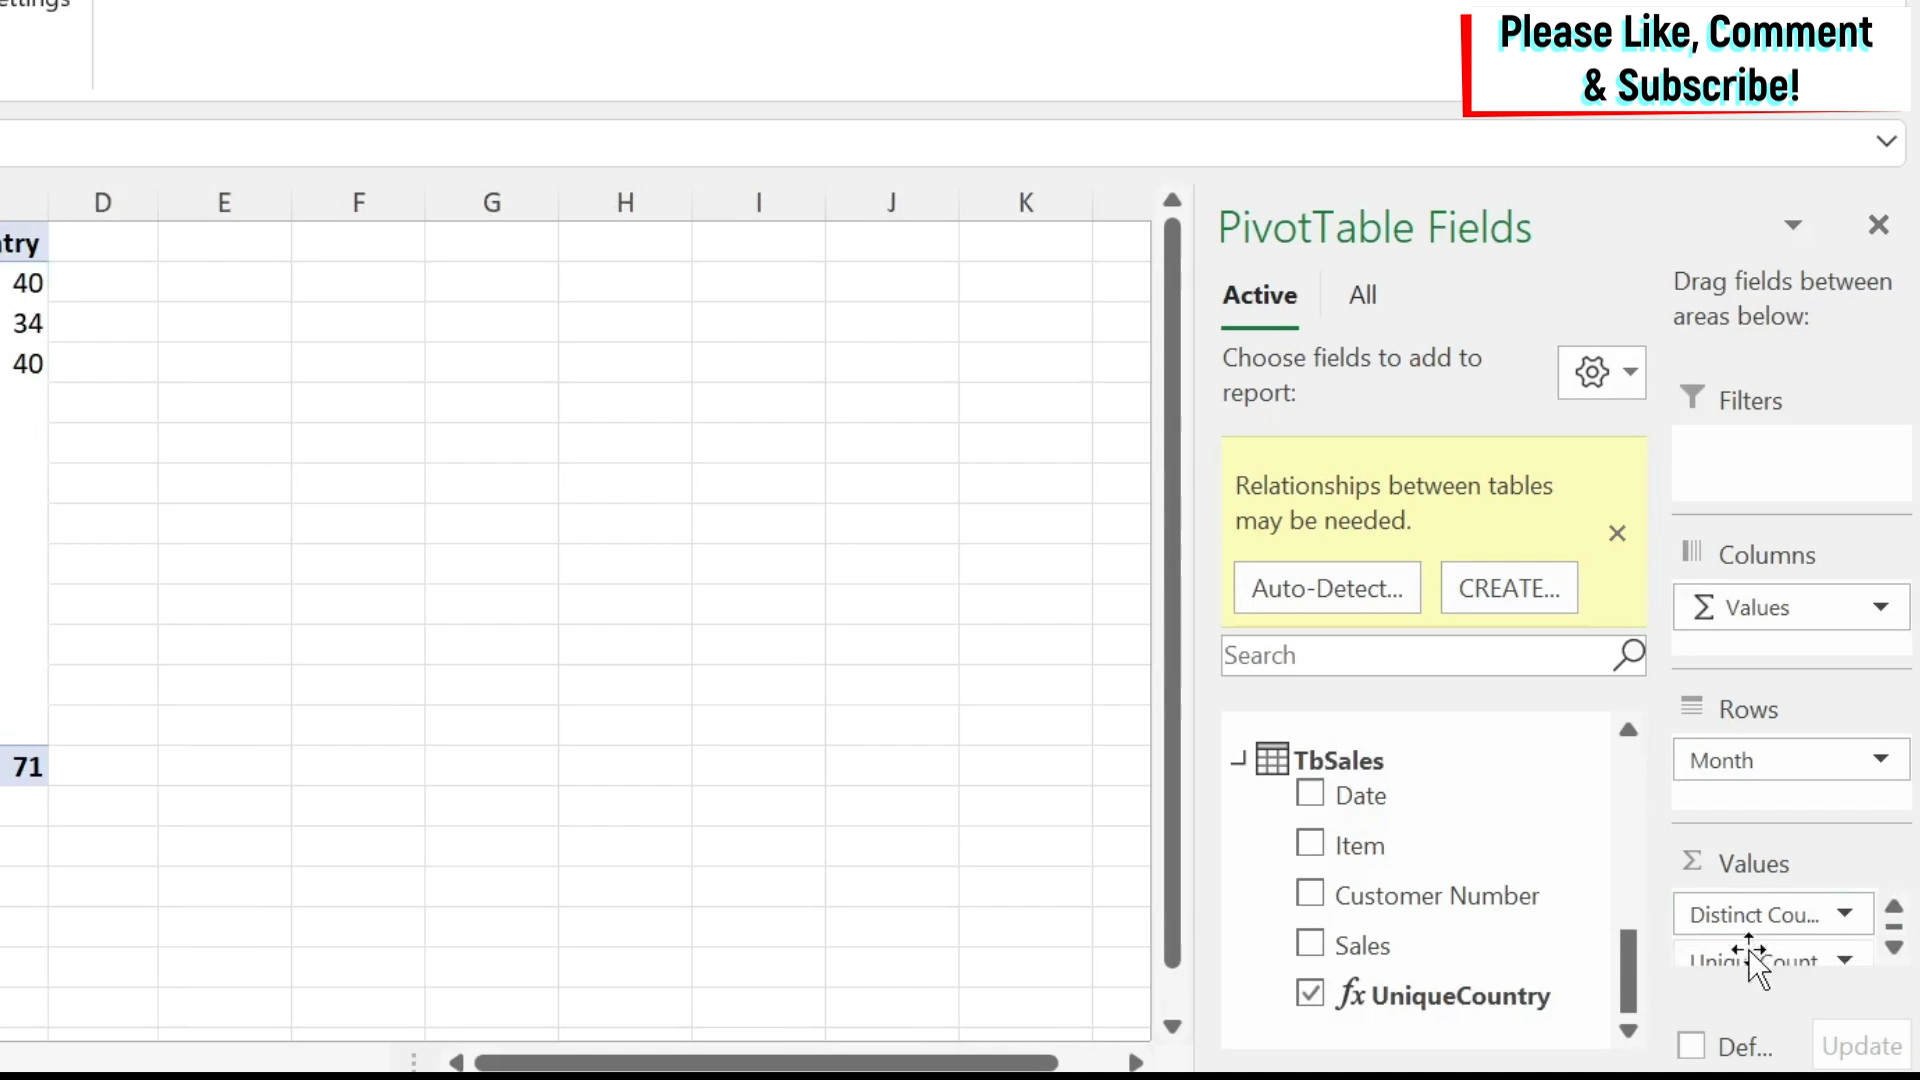 Please Like, Comment
& Subscribe!
D E F G H I J K
40
34
40
71
PivotTable Fields
Active All
Choose fields to add to
report:
Relationships between tables
may be needed.
Auto-Detect... CREATE...
Search
TbSales
Date
Item
Customer Number
Sales
fx UniqueCountry
Drag fields between
areas below:
Filters
Columns
Σ Values
Rows
Month
Σ Values
Distinct Cou...
Def... Update